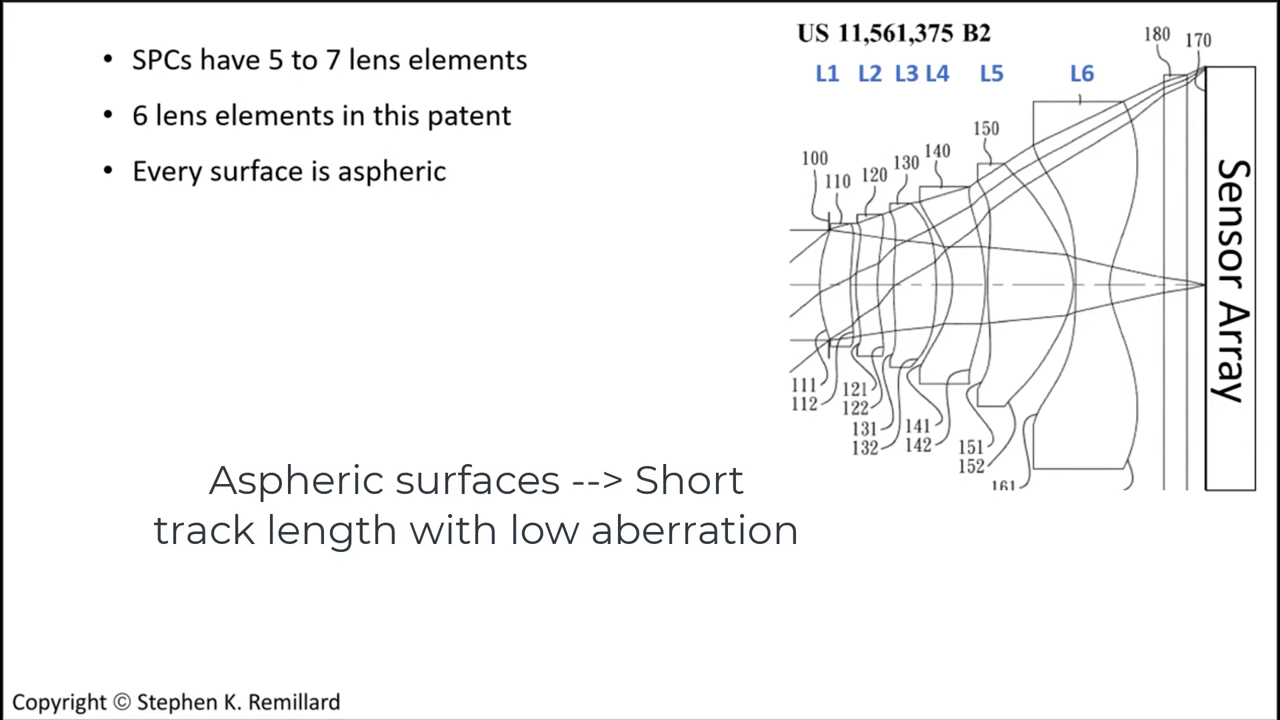 • SPCs have 5 to 7 lens elements
• 6 lens elements in this patent
• Every surface is aspheric
US 11,561,375 B2
L1 L2 L3 L4 L5 L6
180 170
150
140
130
120
110
100
Sensor Array
111
112
121
122
131
132
141
142
151
152
161
Aspheric surfaces --> Short
track length with low aberration
Copyright © Stephen K. Remillard